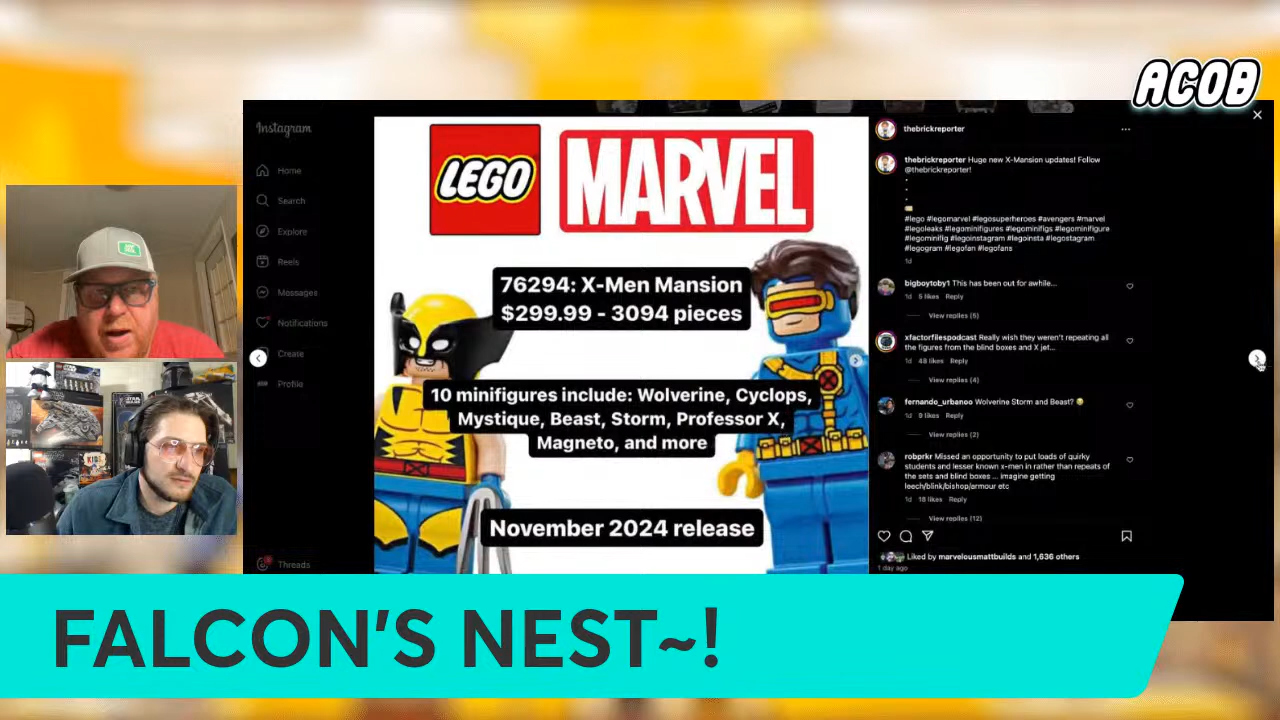 ACOB
Instagram
Home
Search
Explore
Reels
Messages
Notifications
Create
Profile
Threads
LEGO
MARVEL
76294: X-Men Mansion
$299.99 - 3094 pieces
10 minifigures include: Wolverine, Cyclops,
Mystique, Beast, Storm, Professor X,
Magneto, and more
November 2024 release
thebrickreporter
thebrickreporter Huge new X-Mansion updates! Follow
@thebrickreporter!
.
.
.
#lego #legomarvel #legosuperheroes #avengers #marvel
#legoleaks #legominifigures #legominifigs #legominifigure
#legominifig #legoinstagram #legoinsta #legostagram
#legogram #legofan #legofans
1d
bigboytoby1 This has been out for awhile...
1d 5 likes Reply
View replies (5)
xfactorfilespodcast Really wish they weren't repeating all
the figures from the blind boxes and X jet...
1d 48 likes Reply
View replies (4)
fernando_urbanoo Wolverine Storm and Beast? 🥲
1d 9 likes Reply
View replies (2)
robprkr Missed an opportunity to put loads of quirky
students and lesser known x-men in rather than repeats of
the sets and blind boxes ... imagine getting
leech/blink/bishop/armour etc
1d 18 likes Reply
View replies (12)
Liked by marvelousmattbuilds and 1,636 others
1 day ago
FALCON'S NEST~!